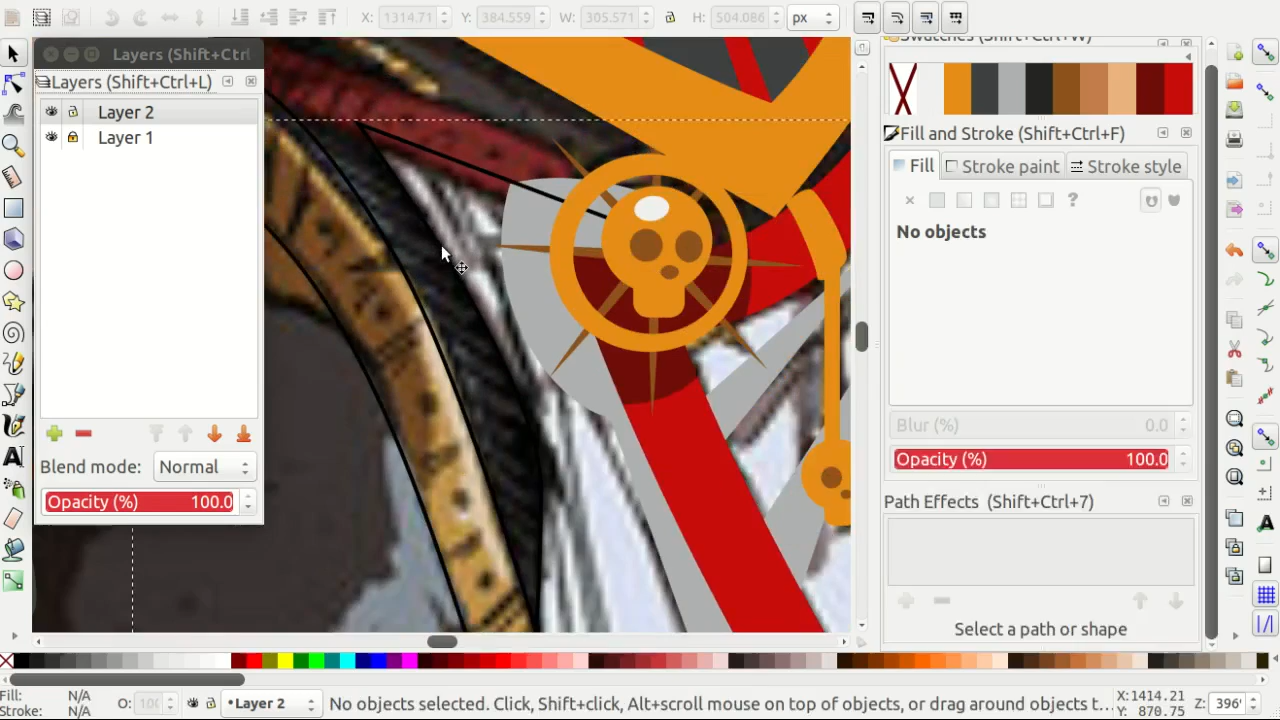 X: 1314.71 Y: 384.559 W: 305.571 H: 504.086 px
Layers (Shift+Ctrl
Layers (Shift+Ctrl+L)
Layer 2
Layer 1
Blend mode: Normal
Opacity (%) 100.0
Swatches (Shift+Ctrl+W)
Fill and Stroke (Shift+Ctrl+F)
Fill Stroke paint Stroke style
?
No objects
Blur (%) 0.0
Opacity (%) 100.0
Path Effects (Shift+Ctrl+7)
Select a path or shape
Fill: N/A
Stroke: N/A
O: 100
•Layer 2
No objects selected. Click, Shift+click, Alt+scroll mouse on top of objects, or drag around objects t...
X: 1414.21
Y: 870.75
Z: 396